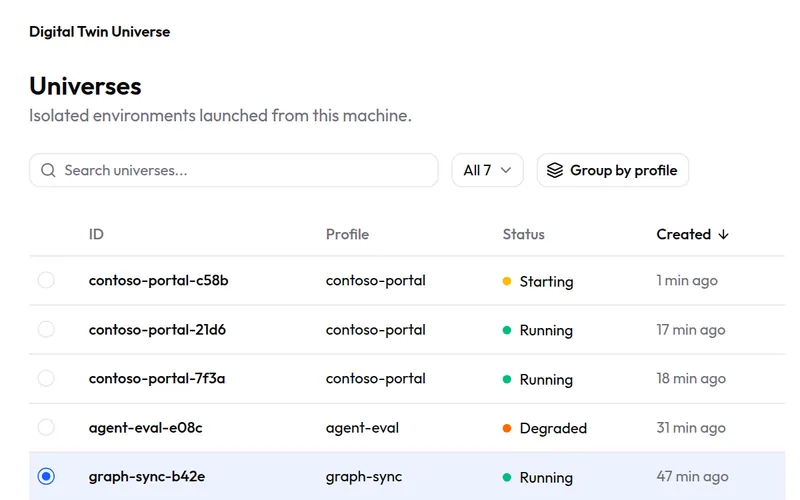 Digital Twin Universe
Universes
Isolated environments launched from this machine.
Search universes... All 7 Group by profile
ID Profile Status Created ↓
contoso-portal-c58b contoso-portal Starting 1 min ago
contoso-portal-21d6 contoso-portal Running 17 min ago
contoso-portal-7f3a contoso-portal Running 18 min ago
agent-eval-e08c agent-eval Degraded 31 min ago
graph-sync-b42e graph-sync Running 47 min ago